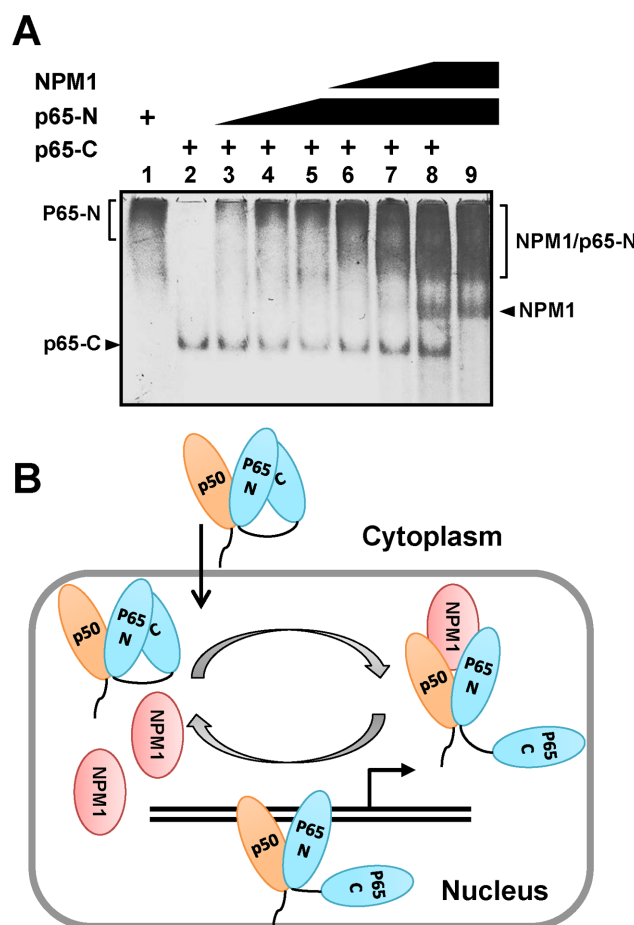 A
NPM1
p65-N +
p65-C + + + + + + +
1 2 3 4 5 6 7 8 9
P65-N
NPM1/p65-N
NPM1
p65-C
B
p50 P65 N C
Cytoplasm
p50 P65 N C
NPM1
NPM1
NPM1
p50 P65 N
P65 C
p50 P65 N
P65 C
Nucleus